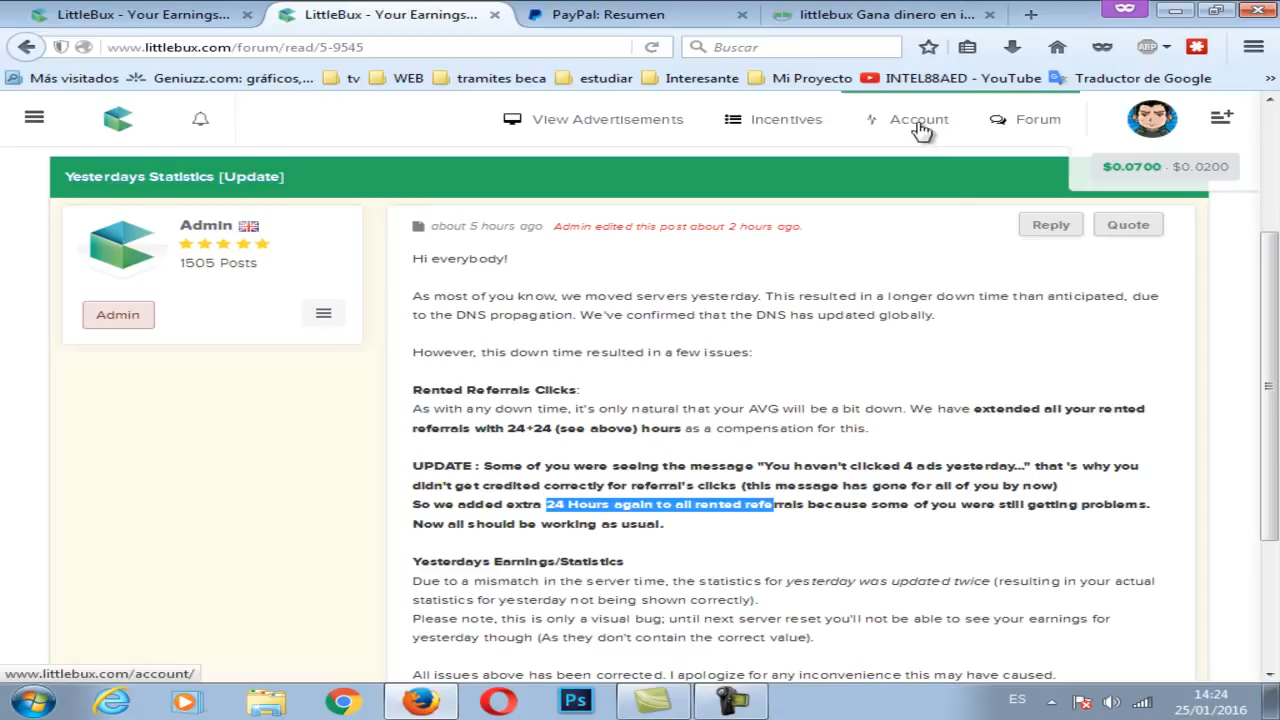 LittleBux - Your Earnings... ×
LittleBux - Your Earnings... ×
PayPal: Resumen ×
littlebux Gana dinero en i... ×
www.littlebux.com/forum/read/5-9545
Buscar
ABP
Más visitados
Geniuzz.com: gráficos,...
tv
WEB
tramites beca
estudiar
Interesante
Mi Proyecto
INTEL88AED - YouTube
Traductor de Google
»
View Advertisements
Incentives
Account
Forum
$0.0700 - $0.0200
Yesterdays Statistics [Update]
Admin
1505 Posts
Admin
about 5 hours ago Admin edited this post about 2 hours ago.
Reply
Quote
Hi everybody!
As most of you know, we moved servers yesterday. This resulted in a longer down time than anticipated, due
to the DNS propagation. We've confirmed that the DNS has updated globally.
However, this down time resulted in a few issues:
Rented Referrals Clicks:
As with any down time, it's only natural that your AVG will be a bit down. We have extended all your rented
referrals with 24+24 (see above) hours as a compensation for this.
UPDATE : Some of you were seeing the message "You haven't clicked 4 ads yesterday..." that 's why you
didn't get credited correctly for referral's clicks (this message has gone for all of you by now)
So we added extra 24 Hours again to all rented referrals because some of you were still getting problems.
Now all should be working as usual.
Yesterdays Earnings/Statistics
Due to a mismatch in the server time, the statistics for yesterday was updated twice (resulting in your actual
statistics for yesterday not being shown correctly).
Please note, this is only a visual bug; until next server reset you'll not be able to see your earnings for
yesterday though (As they don't contain the correct value).
All issues above has been corrected. I apologize for any inconvenience this may have caused.
www.littlebux.com/account/
Ps
ES
14:24
25/01/2016